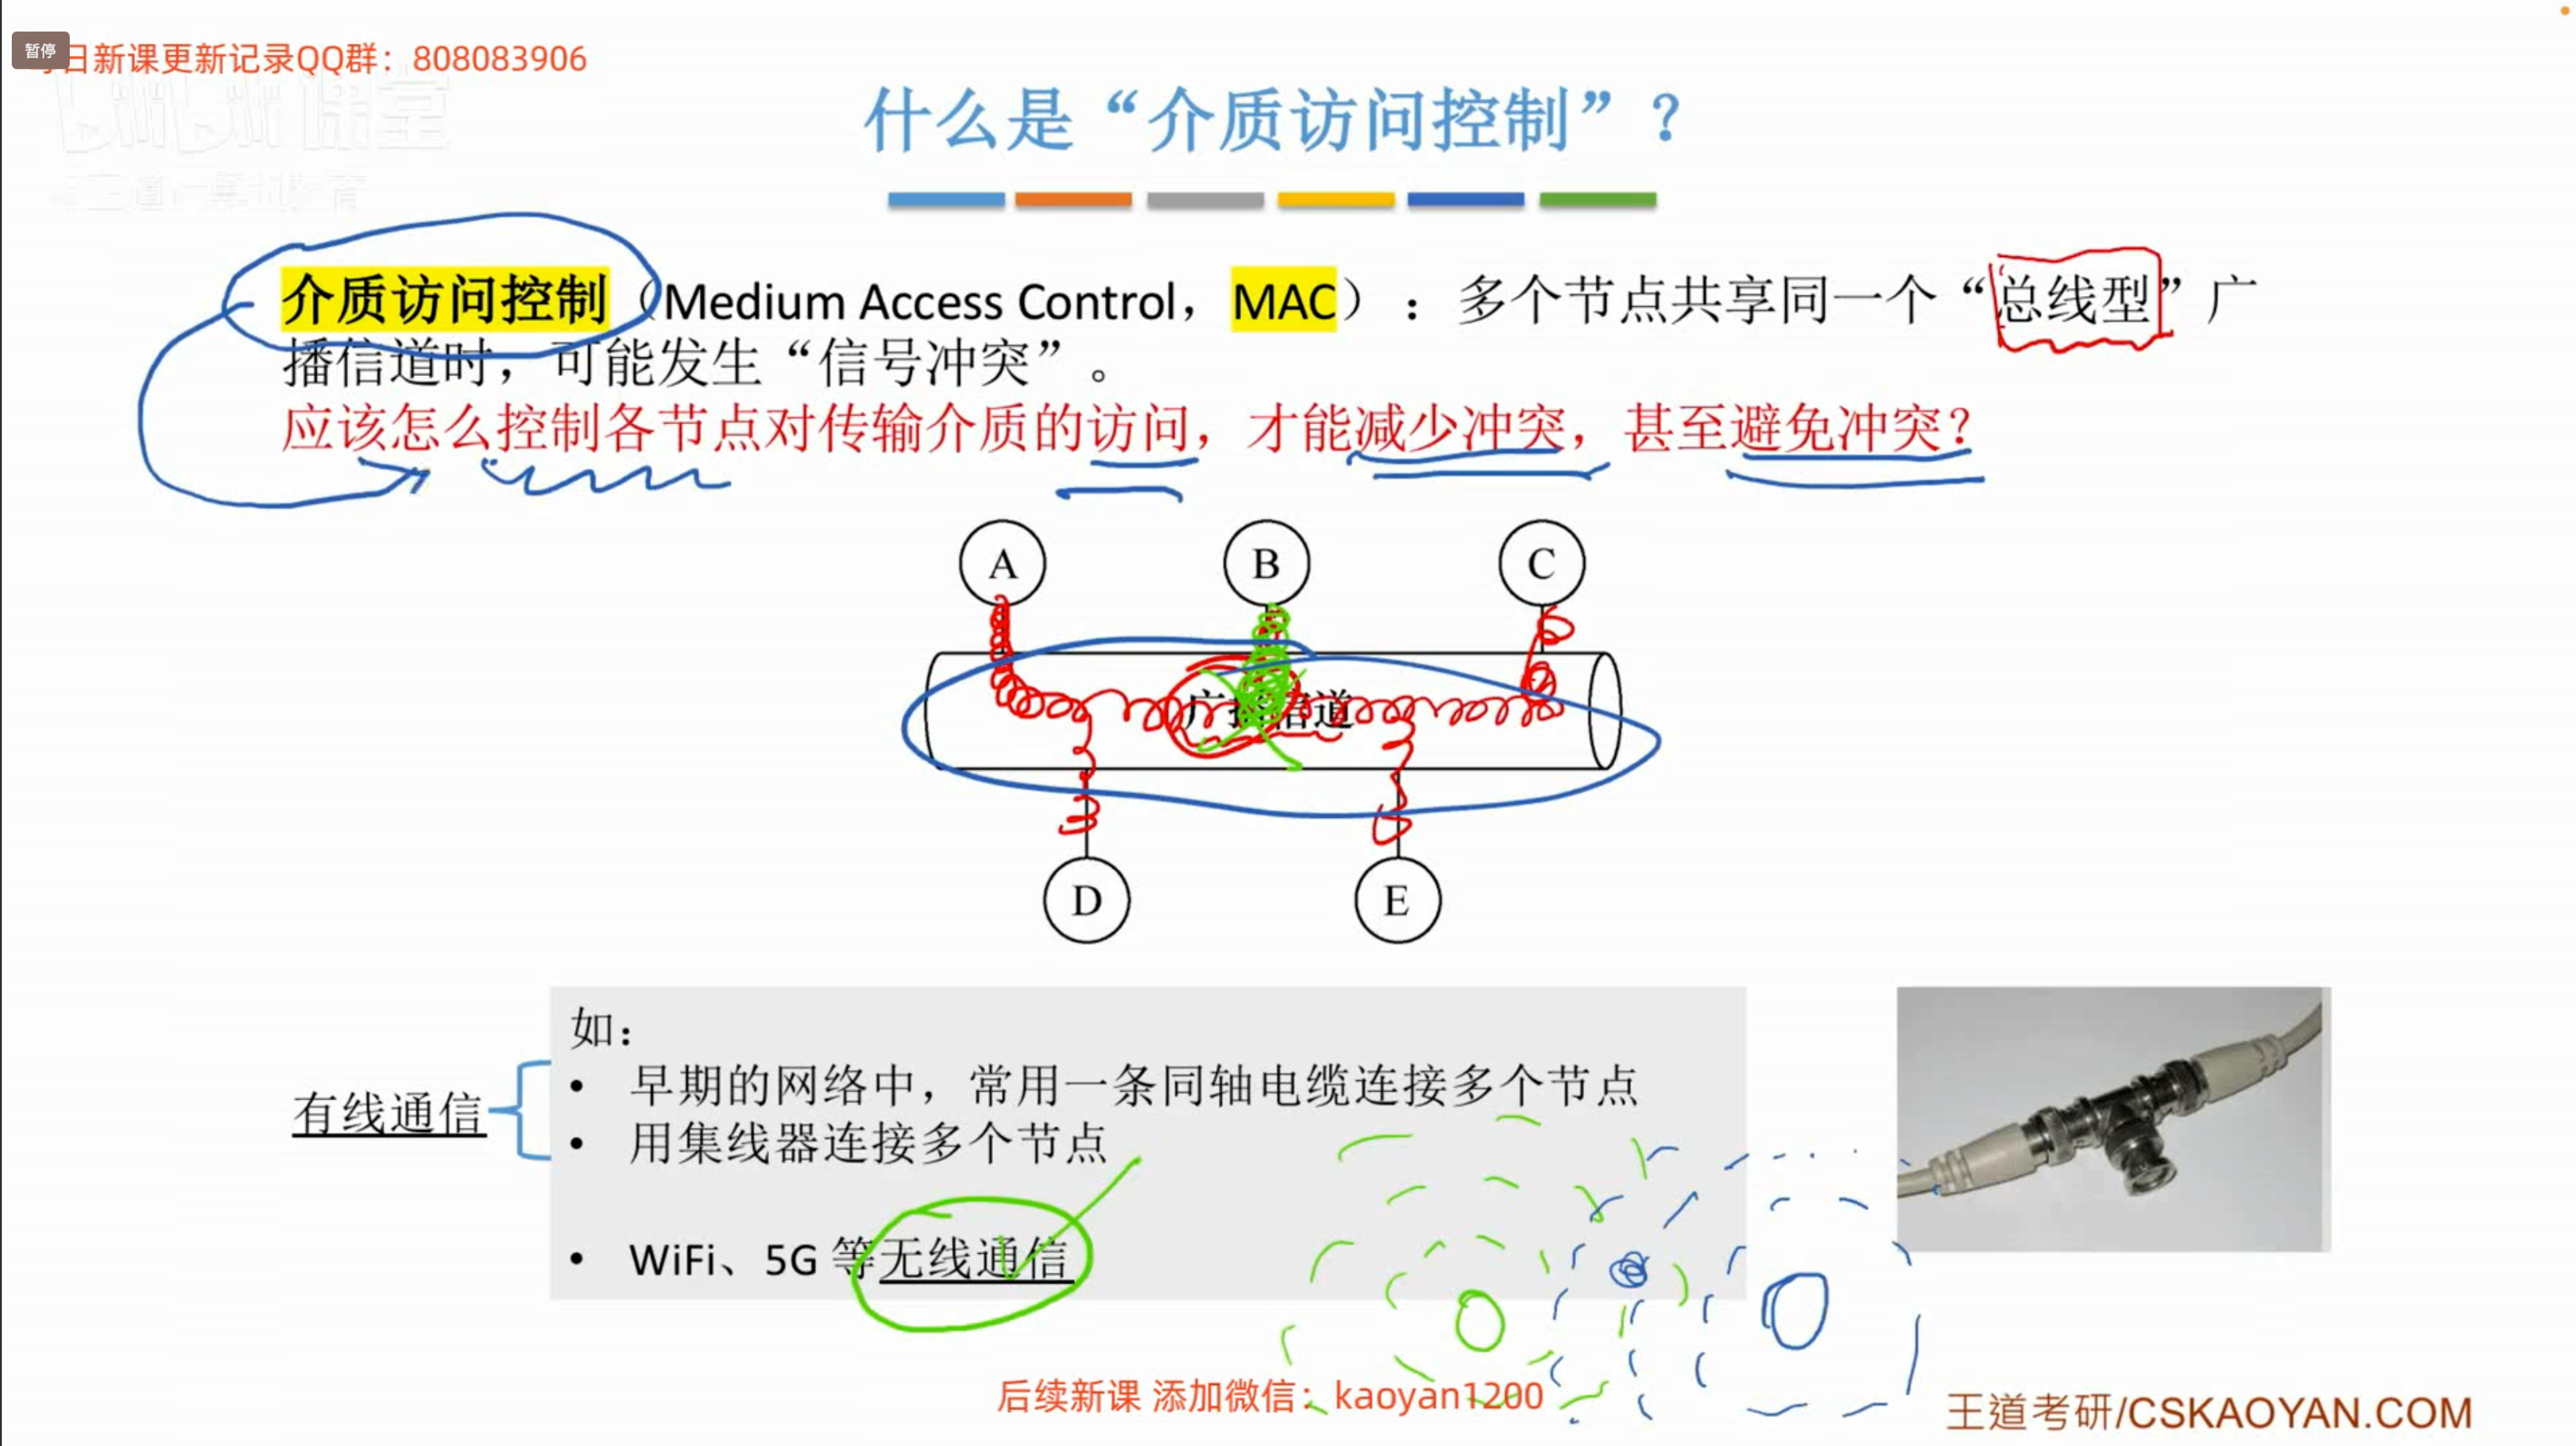 暂停
日新课更新记录QQ群：808083906
课堂
什么是“介质访问控制”？
介质访问控制（Medium Access Control，MAC）：多个节点共享同一个“总线型”广
播信道时，可能发生“信号冲突”。
应该怎么控制各节点对传输介质的访问，才能减少冲突，甚至避免冲突？
A
B
C
广播信道
D
E
如：
有线通信
• 早期的网络中，常用一条同轴电缆连接多个节点
• 用集线器连接多个节点
• WiFi、5G 等无线通信
后续新课 添加微信：kaoyan1200
王道考研/CSKAOYAN.COM